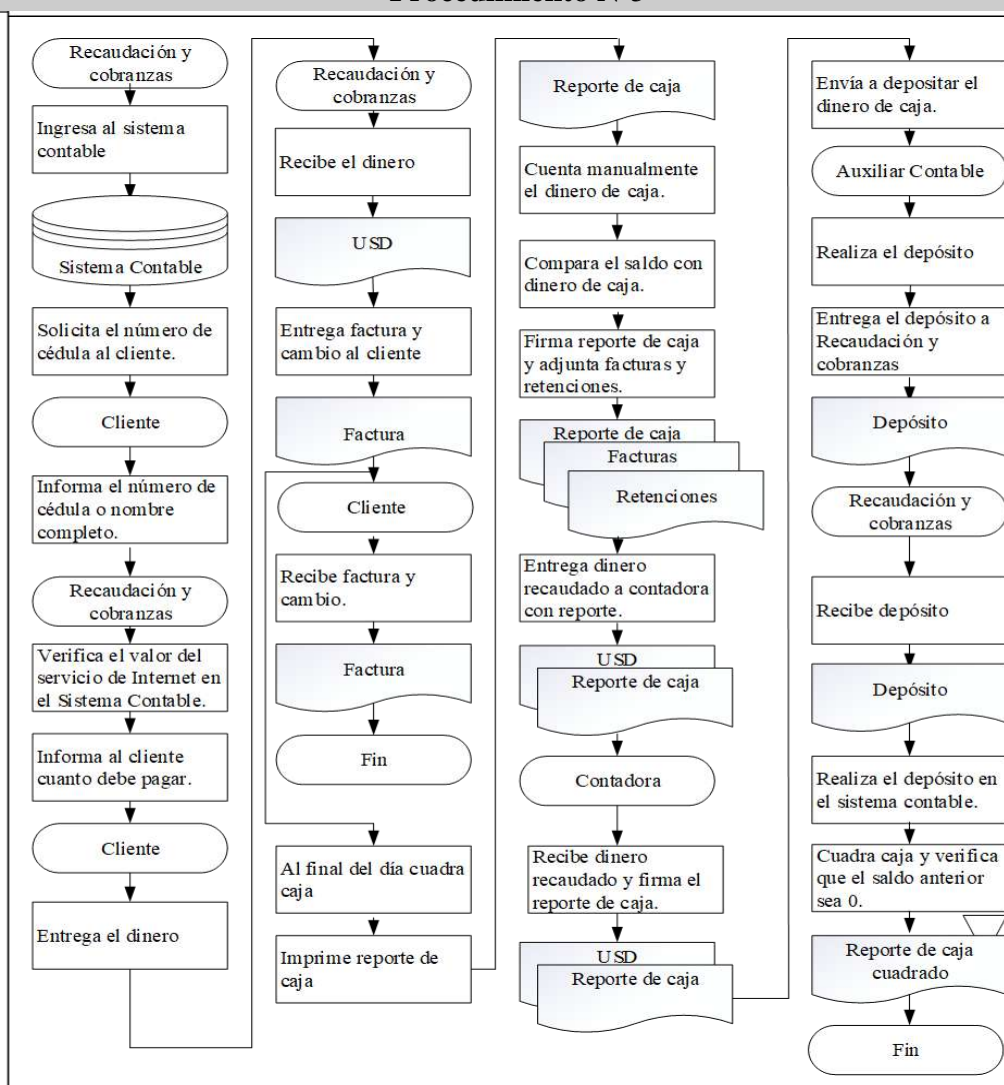 Procedimiento Nº3
Recaudación y
cobranzas
Ingresa al sistema
contable
Sistema Contable
Solicita el número de
cédula al cliente.
Cliente
Informa el número de
cédula o nombre
completo.
Recaudación y
cobranzas
Verifica el valor del
servicio de Internet en
el Sistema Contable.
Informa al cliente
cuanto debe pagar.
Cliente
Entrega el dinero
Recaudación y
cobranzas
Recibe el dinero
USD
Entrega factura y
cambio al cliente
Factura
Cliente
Recibe factura y
cambio.
Factura
Fin
Al final del día cuadra
caja
Imprime reporte de
caja
Reporte de caja
Cuenta manualmente
el dinero de caja.
Compara el saldo con
dinero de caja.
Firma reporte de caja
y adjunta facturas y
retenciones.
Reporte de caja
Facturas
Retenciones
Entrega dinero
recaudado a contadora
con reporte.
USD
Reporte de caja
Contadora
Recibe dinero
recaudado y firma el
reporte de caja.
USD
Reporte de caja
Envía a depositar el
dinero de caja.
Auxiliar Contable
Realiza el depósito
Entrega el depósito a
Recaudación y
cobranzas
Depósito
Recaudación y
cobranzas
Recibe depósito
Depósito
Realiza el depósito en
el sistema contable.
Cuadra caja y verifica
que el saldo anterior
sea 0.
Reporte de caja
cuadrado
Fin